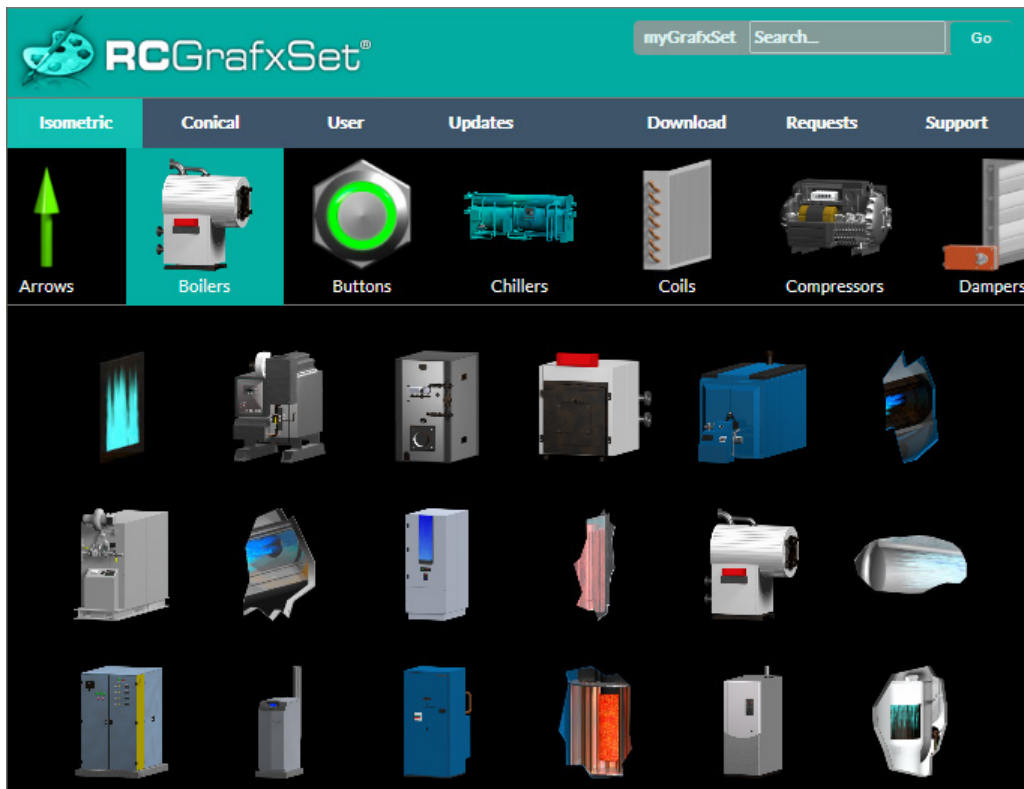 RCGrafxSet®
myGrafxSet Search... Go
Isometric Conical User Updates Download Requests Support
Arrows Boilers Buttons Chillers Coils Compressors Dampers